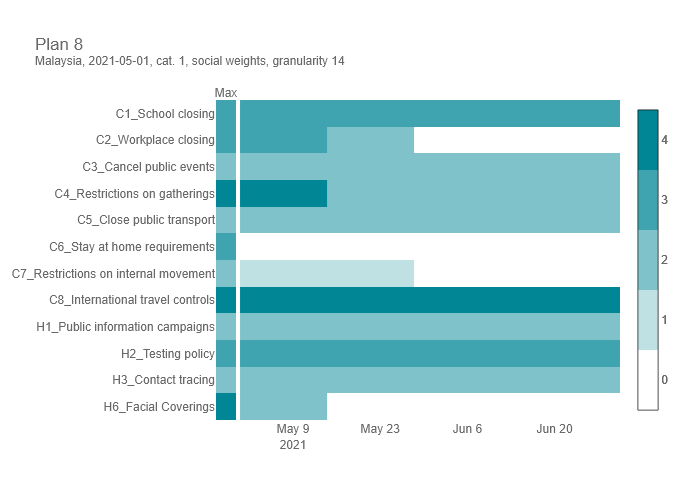 Plan 8
Malaysia, 2021-05-01, cat. 1, social weights, granularity 14
Max
C1_School closing
C2_Workplace closing
C3_Cancel public events
C4_Restrictions on gatherings
C5_Close public transport
C6_Stay at home requirements
C7_Restrictions on internal movement
C8_International travel controls
H1_Public information campaigns
H2_Testing policy
H3_Contact tracing
H6_Facial Coverings
May 9
2021
May 23
Jun 6
Jun 20
4
3
2
1
0